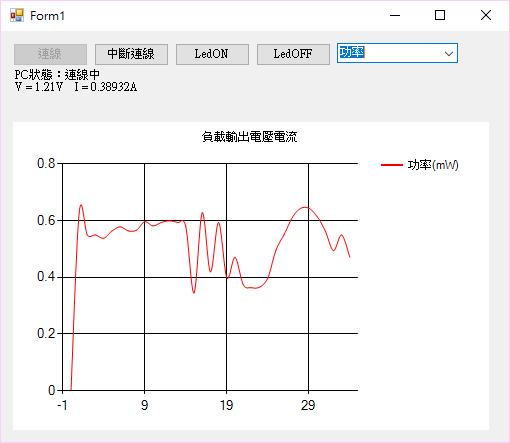 Form1
連線 中斷連線 LedON LedOFF 功率
PC狀態：連線中
V = 1.21V I = 0.38932A
負載輸出電壓電流
功率(mW)
0.8
0.6
0.4
0.2
0
-1 9 19 29